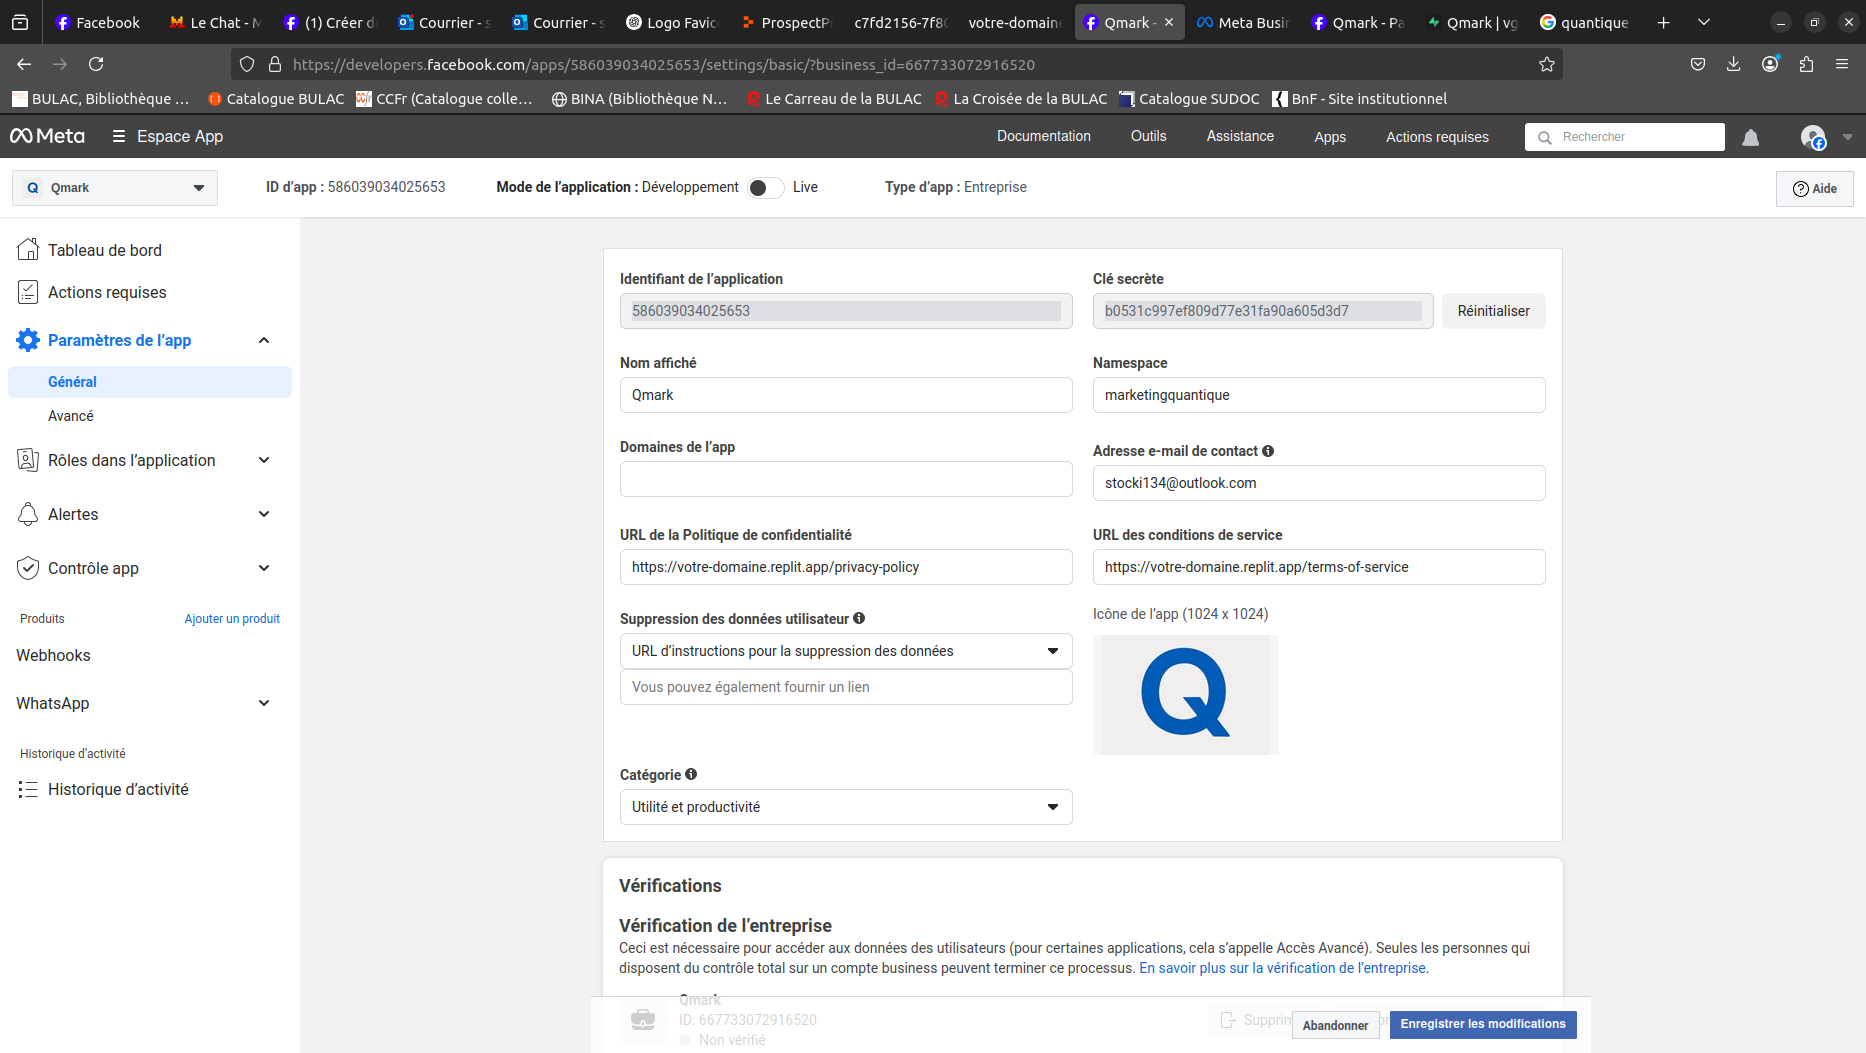 Facebook
Le Chat - M
(1) Créer d
Courrier - s
Courrier - s
Logo Favic
ProspectP
c7fd2156-7f80
votre-domaine
Qmark -
Meta Busi
Qmark - Pa
Qmark | vg
quantique
https://developers.facebook.com/apps/586039034025653/settings/basic/?business_id=667733072916520
BULAC, Bibliothèque …
Catalogue BULAC
CCFr (Catalogue colle…
BINA (Bibliothèque N…
Le Carreau de la BULAC
La Croisée de la BULAC
Catalogue SUDOC
BnF - Site institutionnel
Meta
Espace App
Documentation
Outils
Assistance
Apps
Actions requises
Rechercher
Q Qmark
ID d’app : 586039034025653
Mode de l’application : Développement
Live
Type d’app : Entreprise
Aide
Tableau de bord
Actions requises
Paramètres de l’app
Général
Avancé
Rôles dans l’application
Alertes
Contrôle app
Produits
Ajouter un produit
Webhooks
WhatsApp
Historique d’activité
Historique d’activité
Identifiant de l’application
586039034025653
Clé secrète
b0531c997ef809d77e31fa90a605d3d7
Réinitialiser
Nom affiché
Qmark
Namespace
marketingquantique
Domaines de l’app
Adresse e-mail de contact
stocki134@outlook.com
URL de la Politique de confidentialité
https://votre-domaine.replit.app/privacy-policy
URL des conditions de service
https://votre-domaine.replit.app/terms-of-service
Suppression des données utilisateur
URL d’instructions pour la suppression des données
Vous pouvez également fournir un lien
Icône de l’app (1024 x 1024)
Q
Catégorie
Utilité et productivité
Vérifications
Vérification de l’entreprise
Ceci est nécessaire pour accéder aux données des utilisateurs (pour certaines applications, cela s’appelle Accès Avancé). Seules les personnes qui
disposent du contrôle total sur un compte business peuvent terminer ce processus. En savoir plus sur la vérification de l’entreprise.
Qmark
ID: 667733072916520
Non vérifié
Abandonner
Enregistrer les modifications